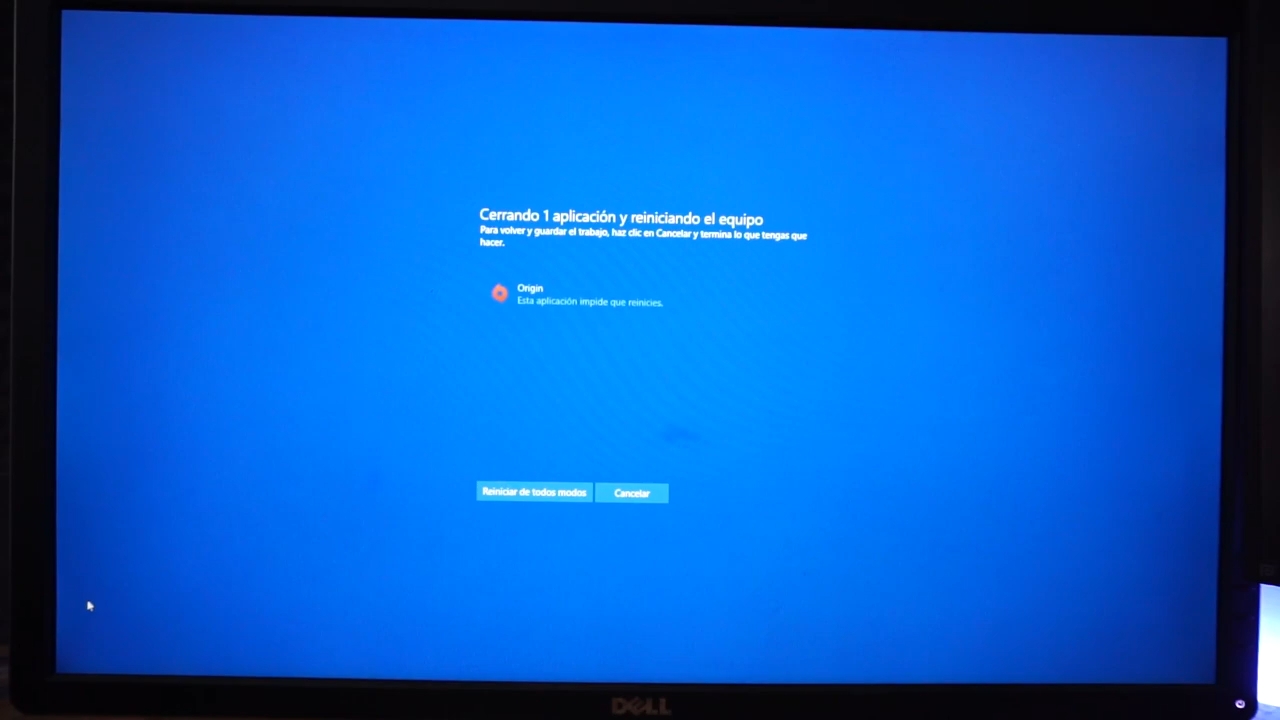 Cerrando 1 aplicación y reiniciando el equipo
Para volver y guardar el trabajo, haz clic en Cancelar y termina lo que tengas que
hacer.
Origin
Esta aplicación impide que reinicies.
Reiniciar de todos modos
Cancelar
DELL